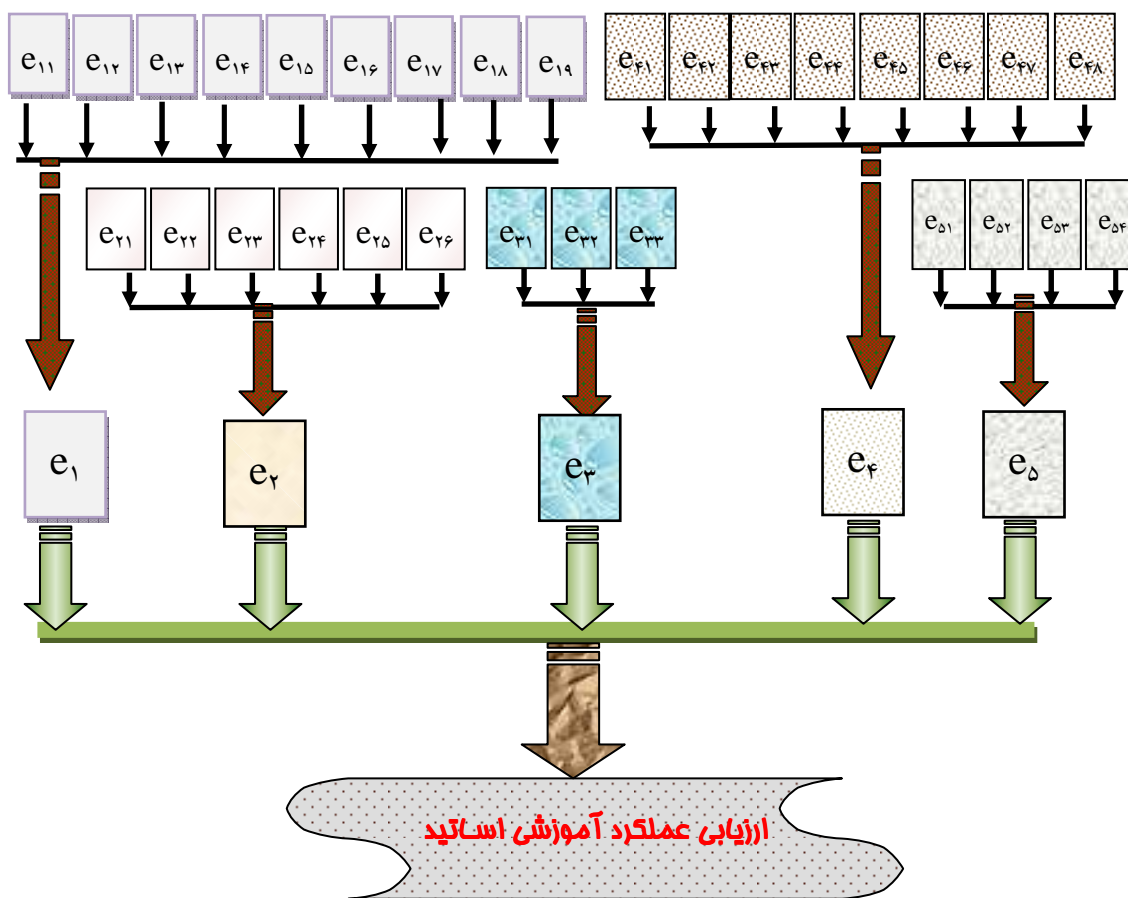 e۱۱ e۱۲ e۱۳ e۱۴ e۱۵ e۱۶ e۱۷ e۱۸ e۱۹ e۴۱ e۴۲ e۴۳ e۴۴ e۴۵ e۴۶ e۴۷ e۴۸
e۲۱ e۲۲ e۲۳ e۲۴ e۲۵ e۲۶ e۳۱ e۳۲ e۳۳ e۵۱ e۵۲ e۵۳ e۵۴
e۱ e۲ e۳ e۴ e۵
ارزیابی عملکرد آموزشی اساتید